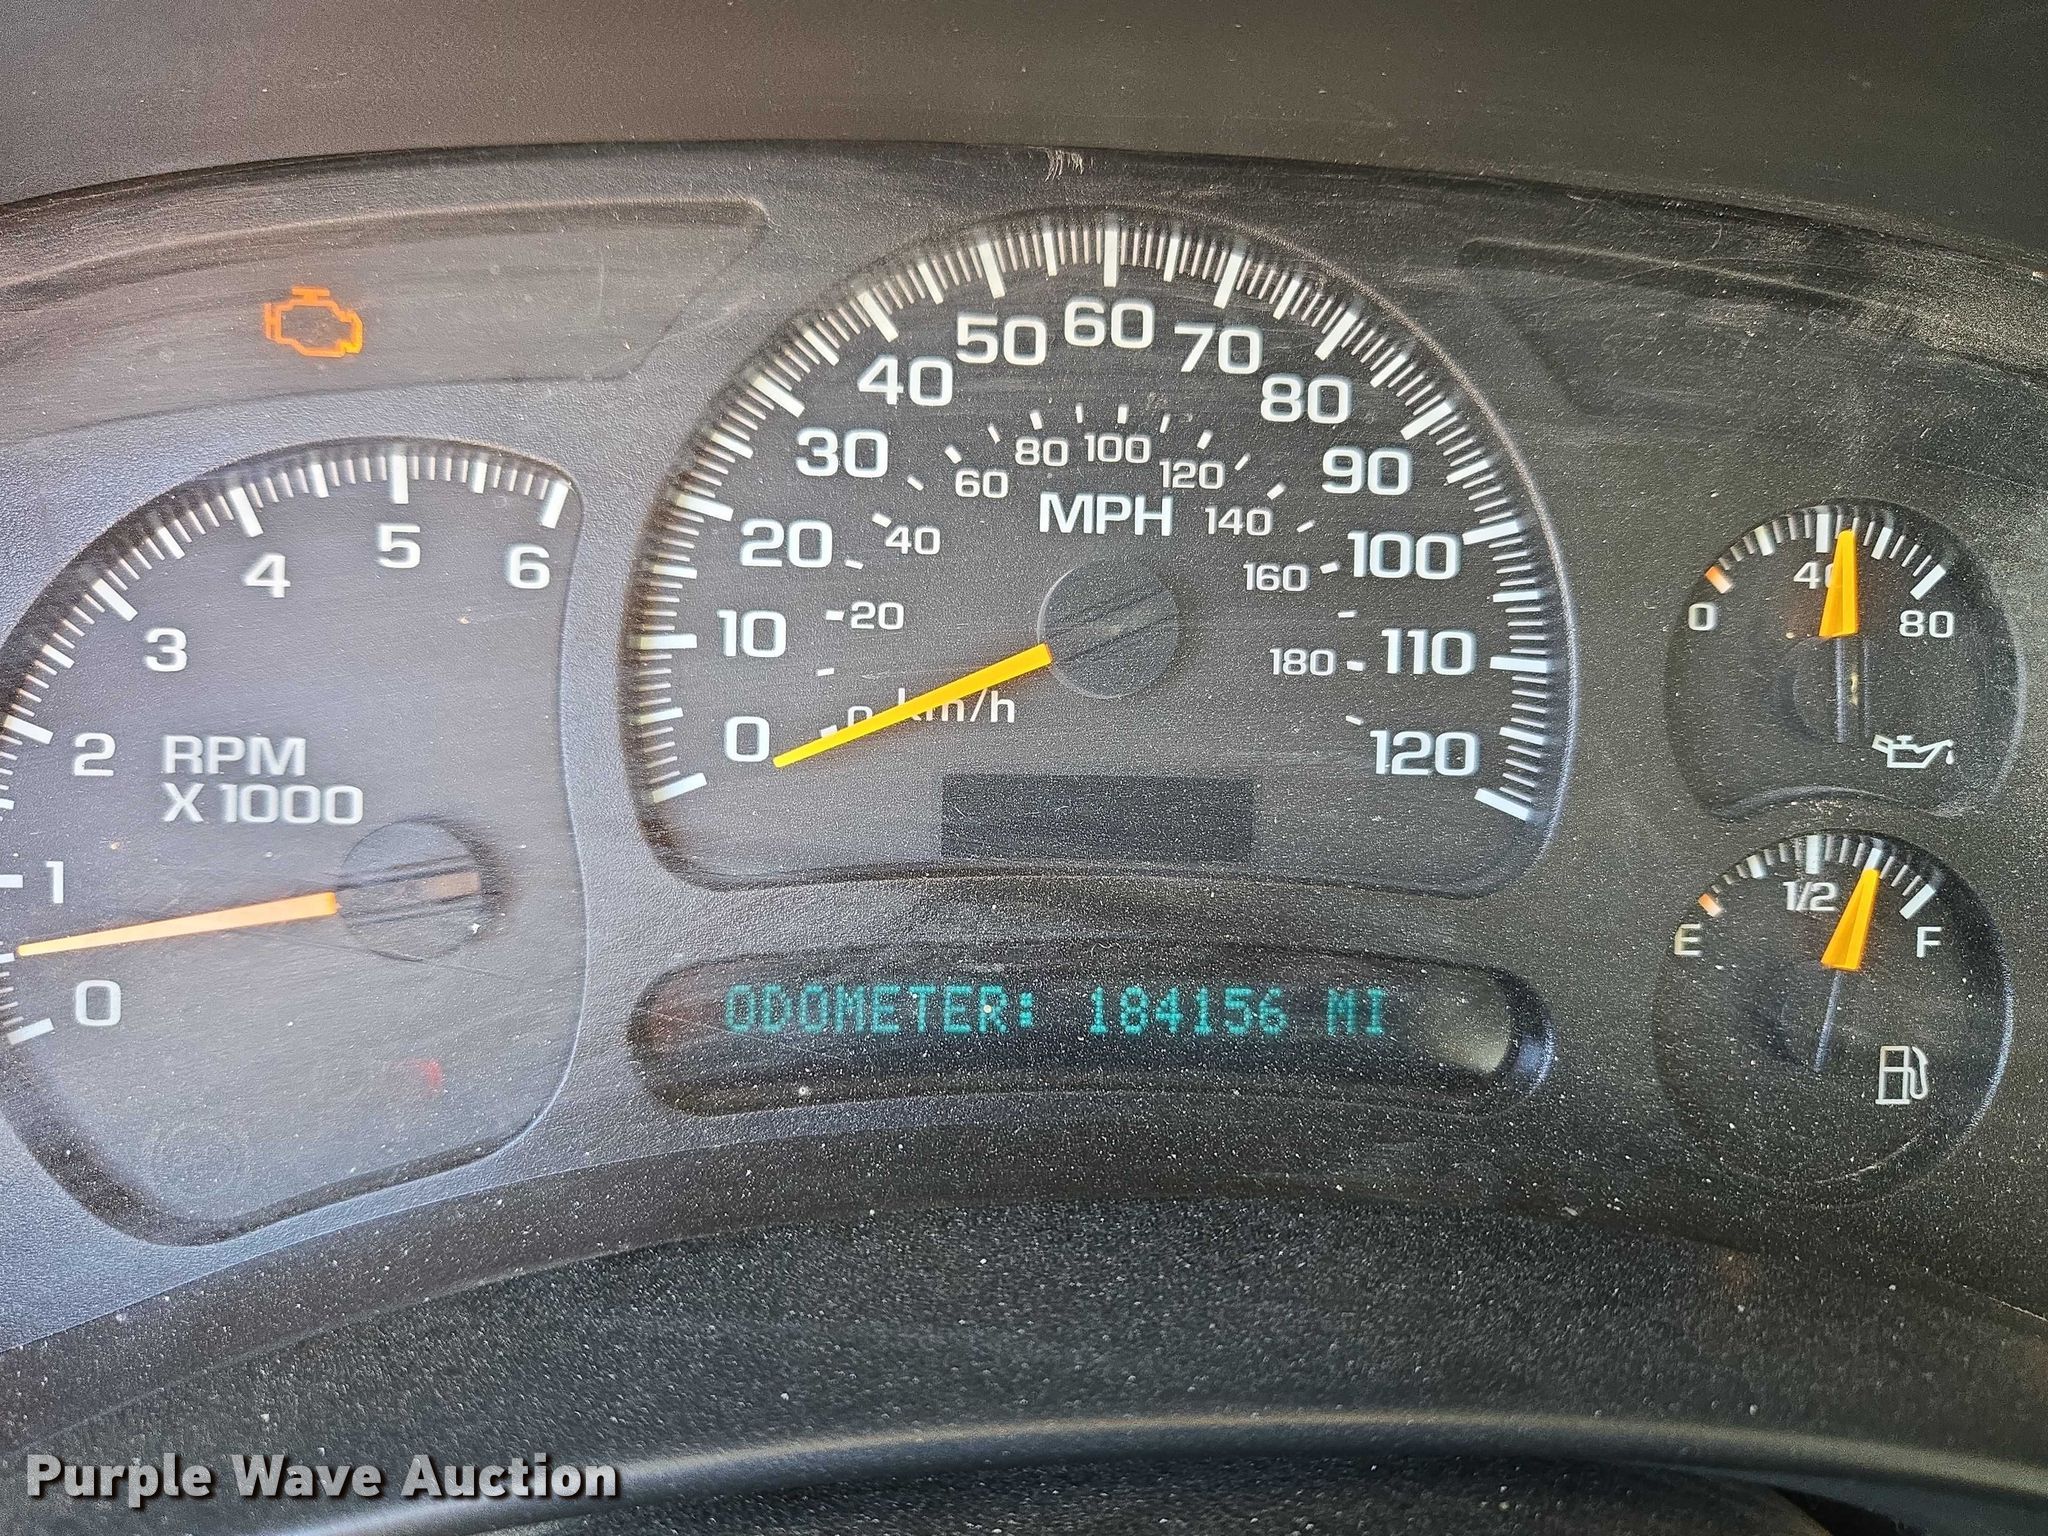 0 1 2 3 4 5 6
RPM
X 1000
0 10 20 30 40 50 60 70 80 90 100 110 120
MPH
0 20 40 60 80 100 120 140 160 180
km/h
ODOMETER: 184156 MI
0 40 80
E 1/2 F
Purple Wave Auction